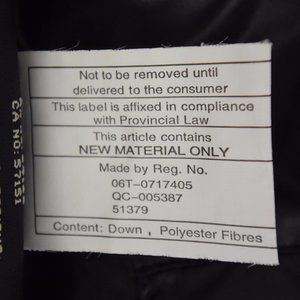 Not to be removed until
delivered to the consumer
This label is affixed in compliance
with Provincial Law
This article contains
NEW MATERIAL ONLY
Made by Reg. No.
06T-0717405
QC-005387
51379
Content: Down , Polyester Fibres
CA NO:57151